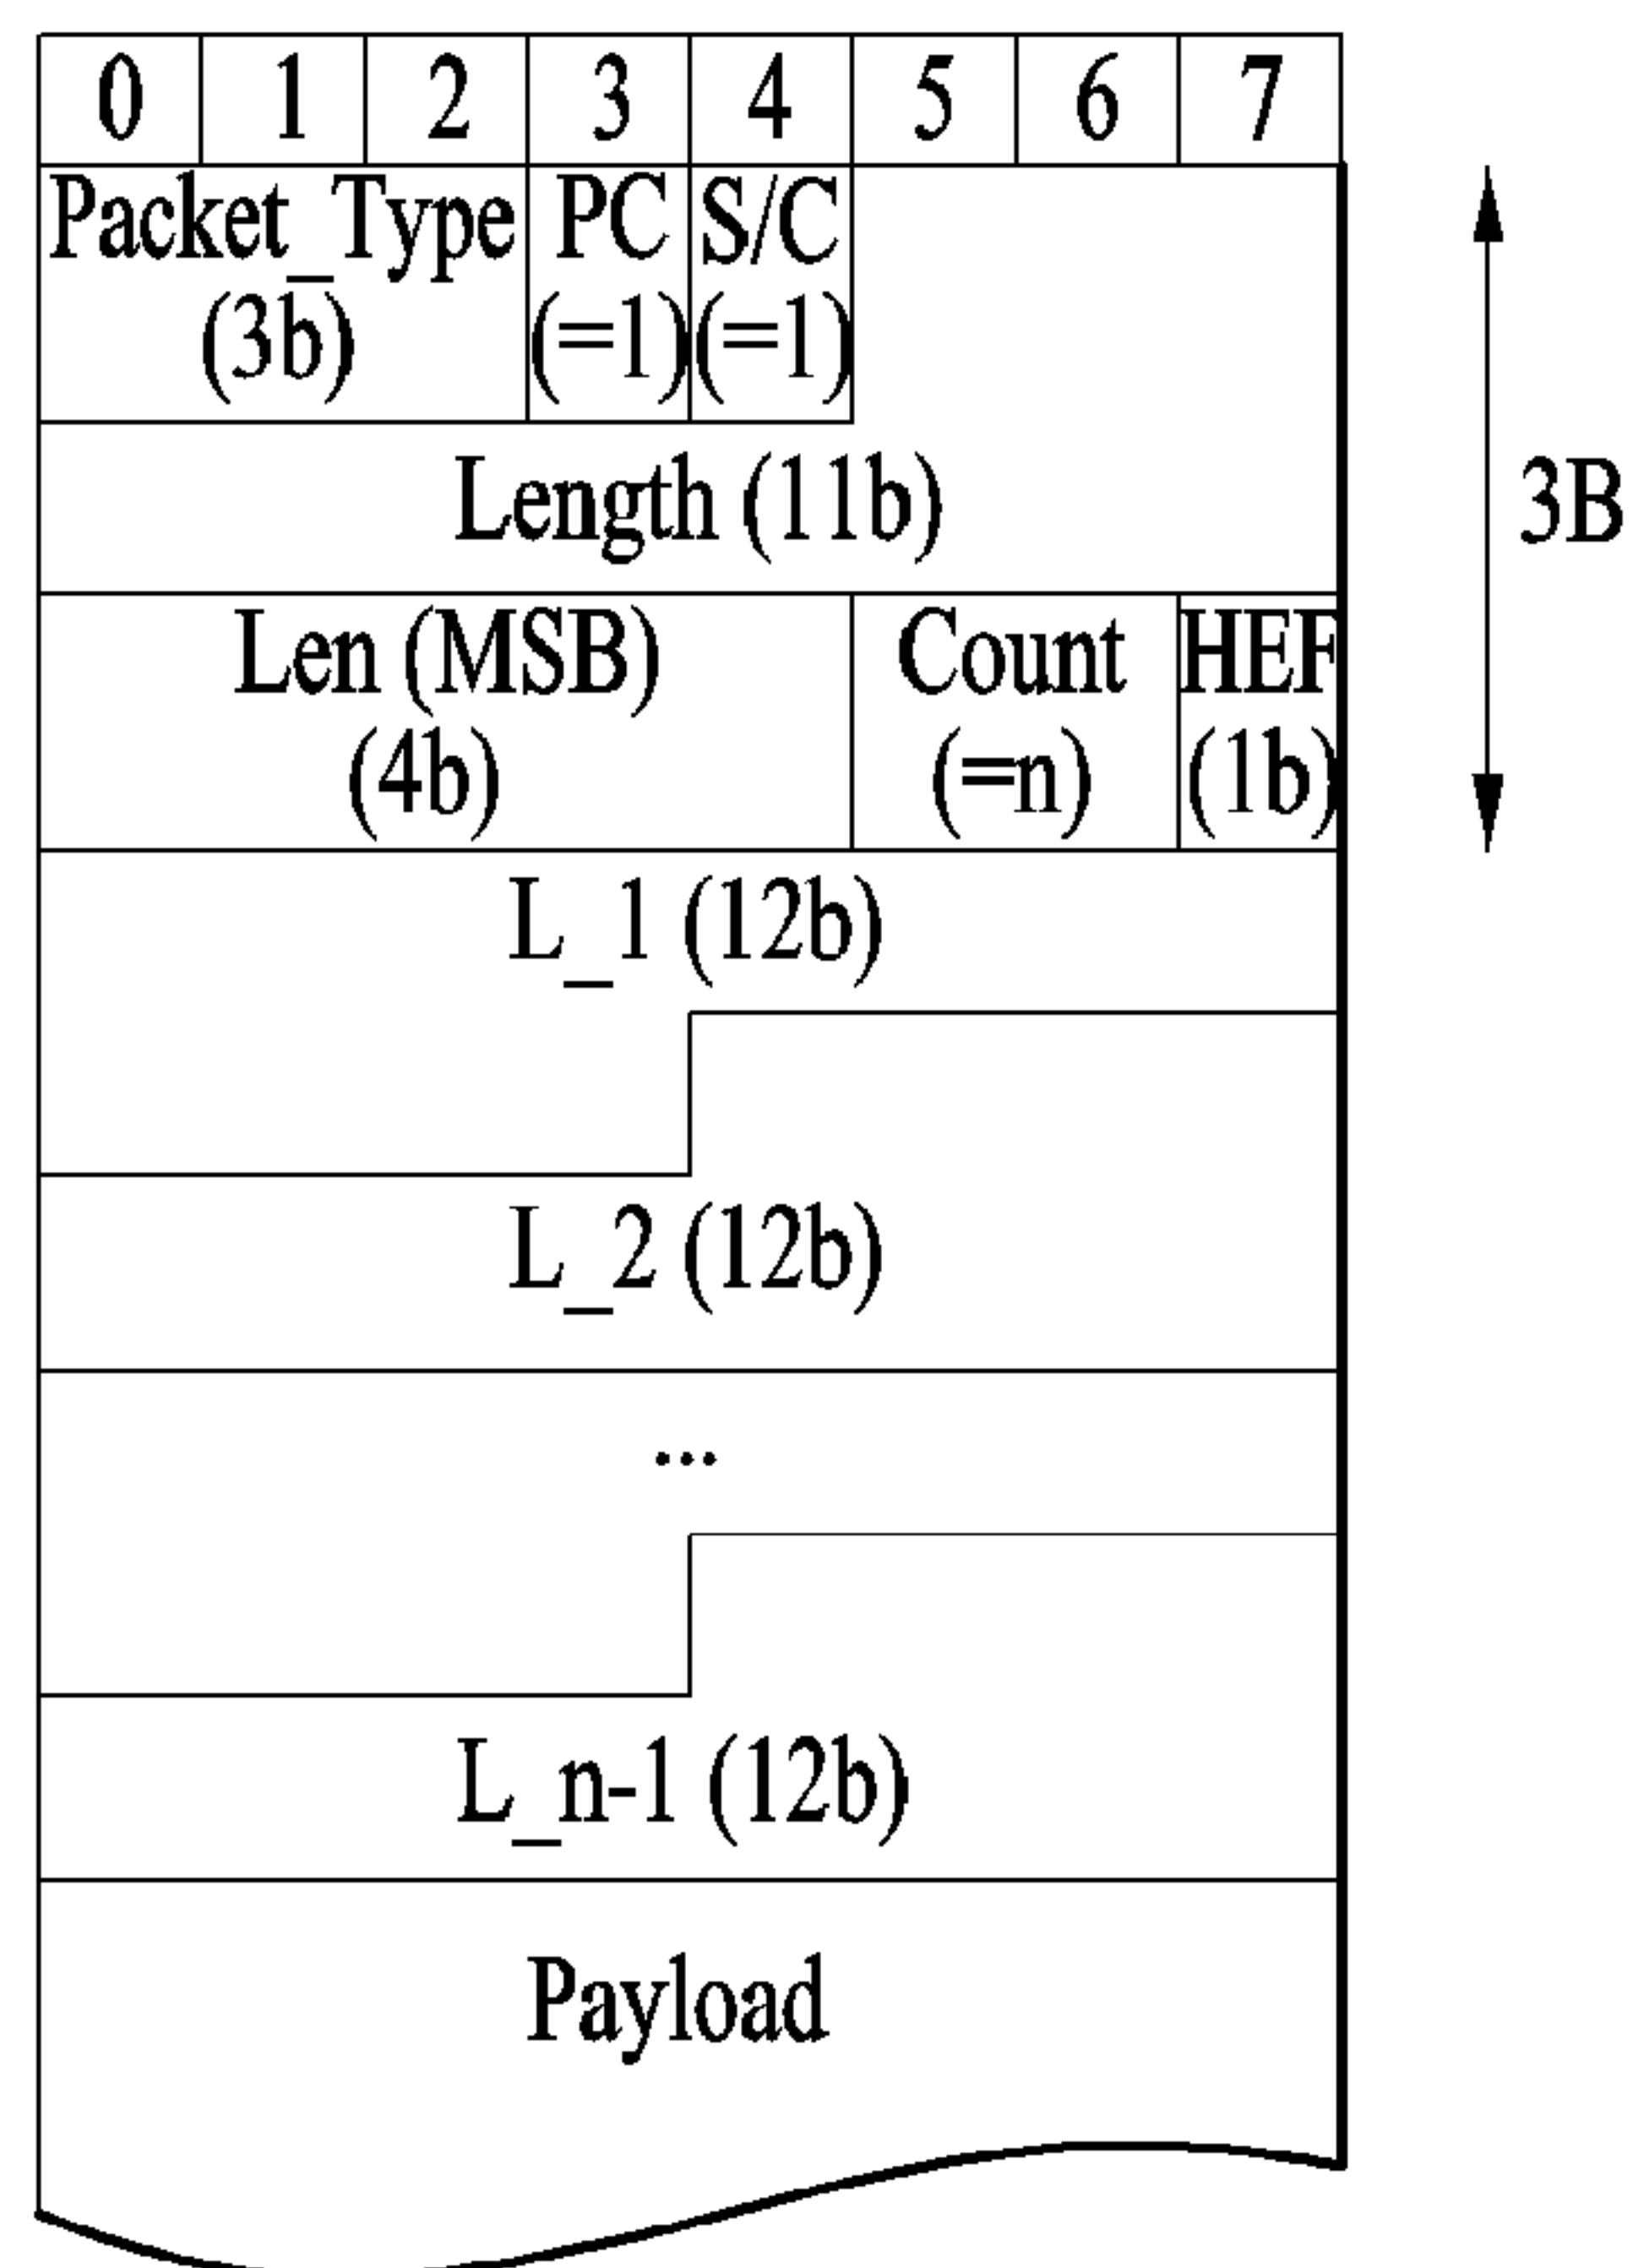 0 1 2 3 4 5 6 7
Packet_Type PC S/C
(3b) (=1) (=1)
Length (11b)
3B
Len (MSB) Count HEF
(4b) (=n) (1b)
L_1 (12b)
L_2 (12b)
...
L_n-1 (12b)
Payload